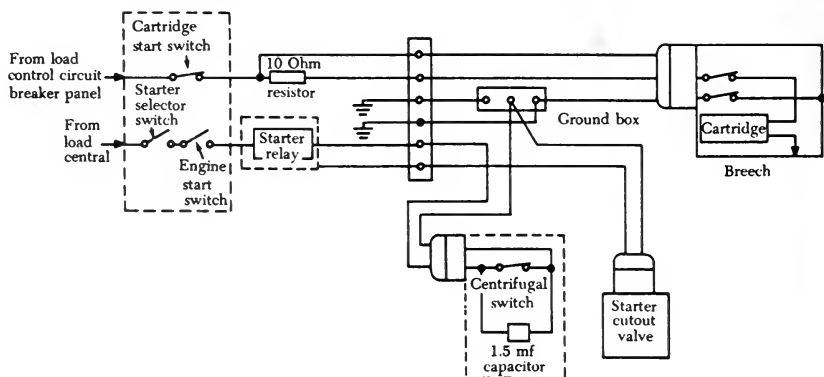 Cartridge
start switch
From load
control circuit
breaker panel
10 Ohm
resistor
Starter
selector
switch
From
load
central
Engine
start
switch
Starter
relay
Ground box
Cartridge
Breech
Centrifugal
switch
1.5 mf
capacitor
Starter
cutout
valve